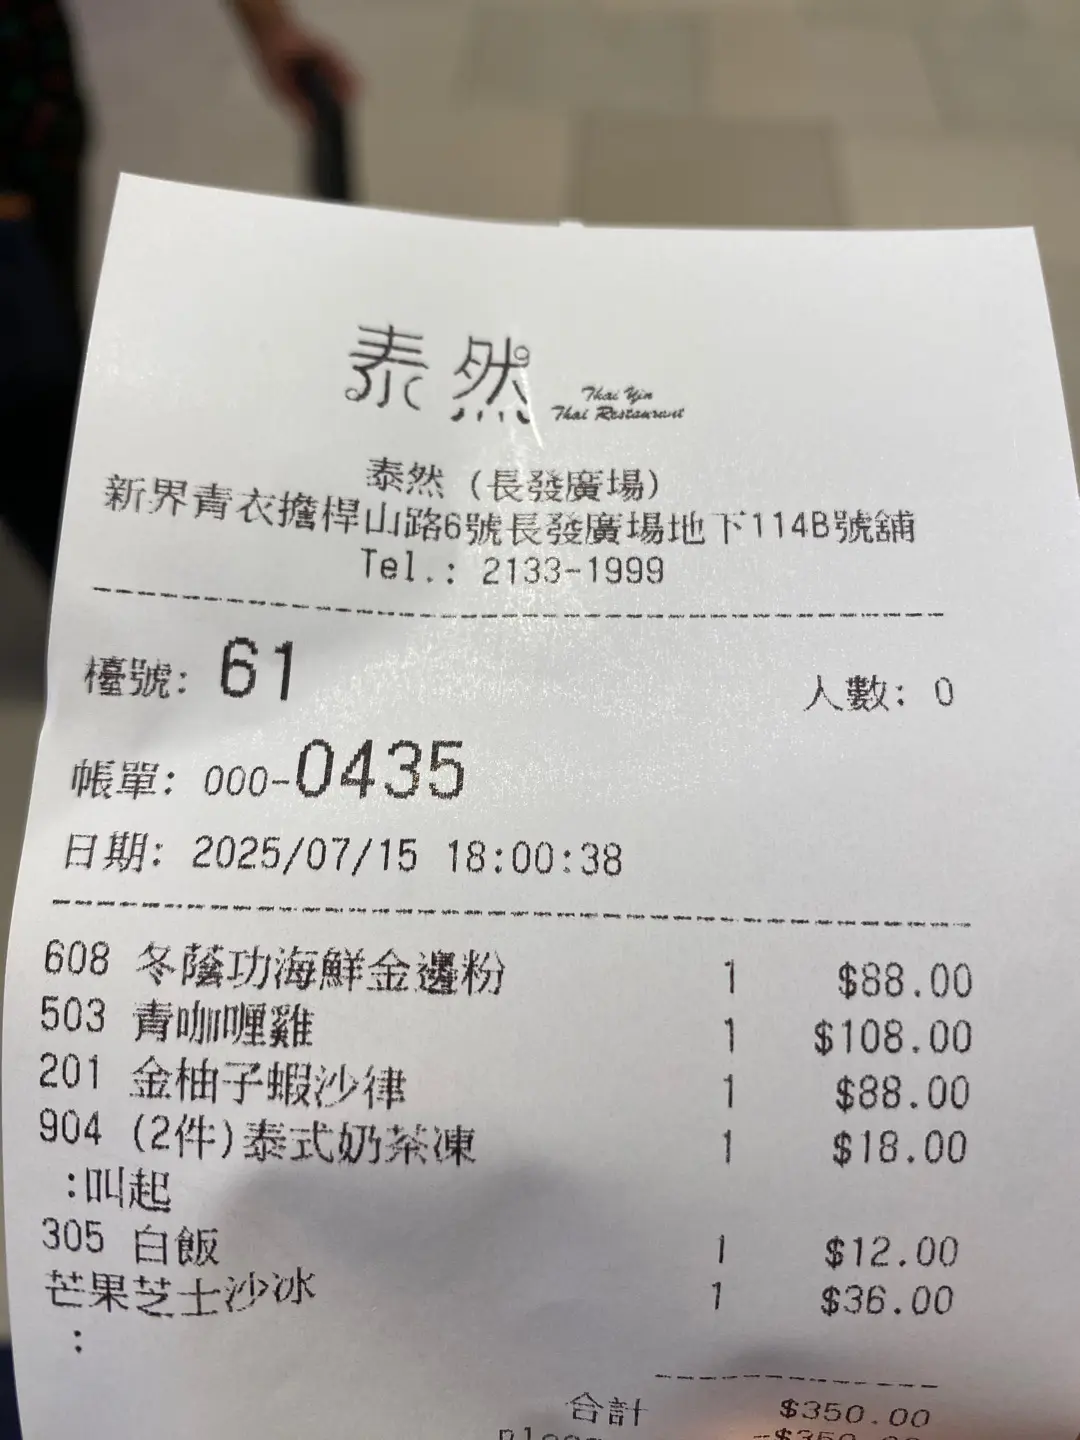 泰然 Thai Yin
Thai Restaurant
泰然 (長發廣場)
新界青衣擔桿山路6號長發廣場地下114B號舖
Tel.: 2133-1999
檯號: 61 人數: 0
帳單: 000-0435
日期: 2025/07/15 18:00:38
608 冬蔭功海鮮金邊粉 1 $88.00
503 青咖喱雞 1 $108.00
201 金柚子蝦沙律 1 $88.00
904 (2件)泰式奶茶凍 1 $18.00
:叫起
305 白飯 1 $12.00
芒果芝士沙冰 1 $36.00
:
合計 $350.00